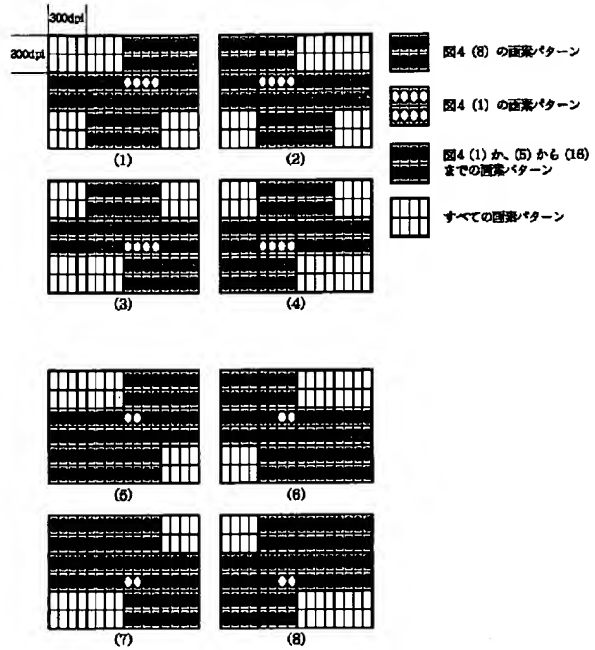 300dpi
300dpi
(1)
(2)
図4 (8) の画素パターン
図4 (1) の画素パターン
図4 (1) か、(5) から (16)
までの画素パターン
すべての画素パターン
(3)
(4)
(5)
(6)
(7)
(8)